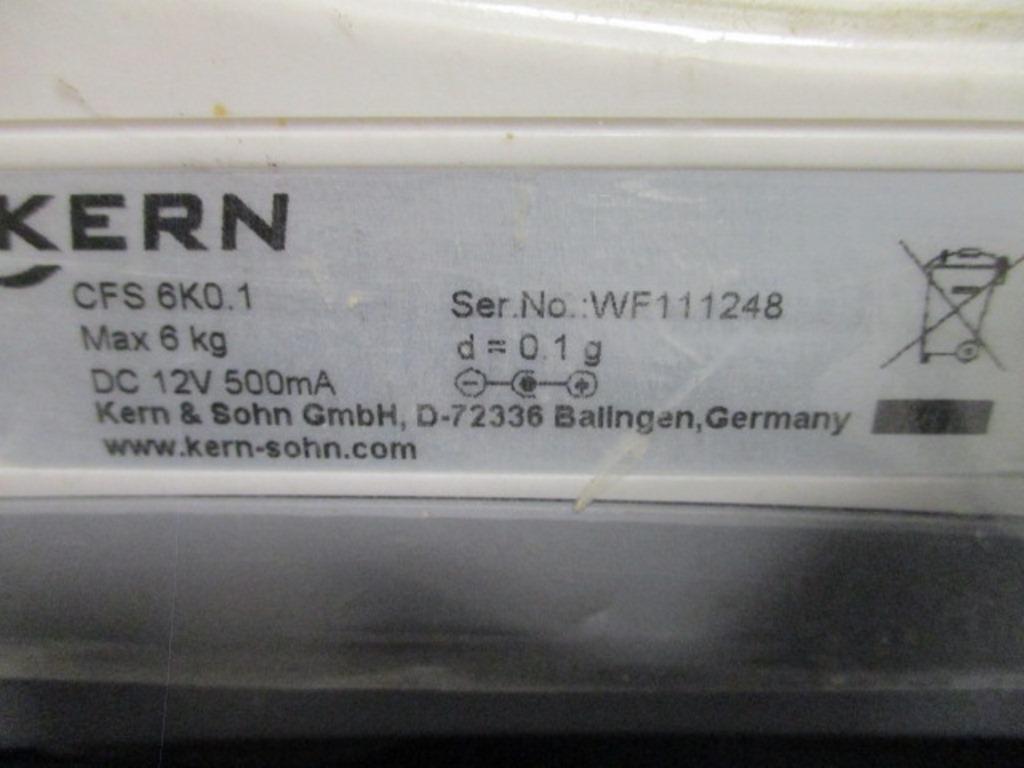 KERN
CFS 6K0.1 Ser.No.:WF111248
Max 6 kg d = 0.1 g
DC 12V 500mA
Kern & Sohn GmbH, D-72336 Balingen,Germany
www.kern-sohn.com